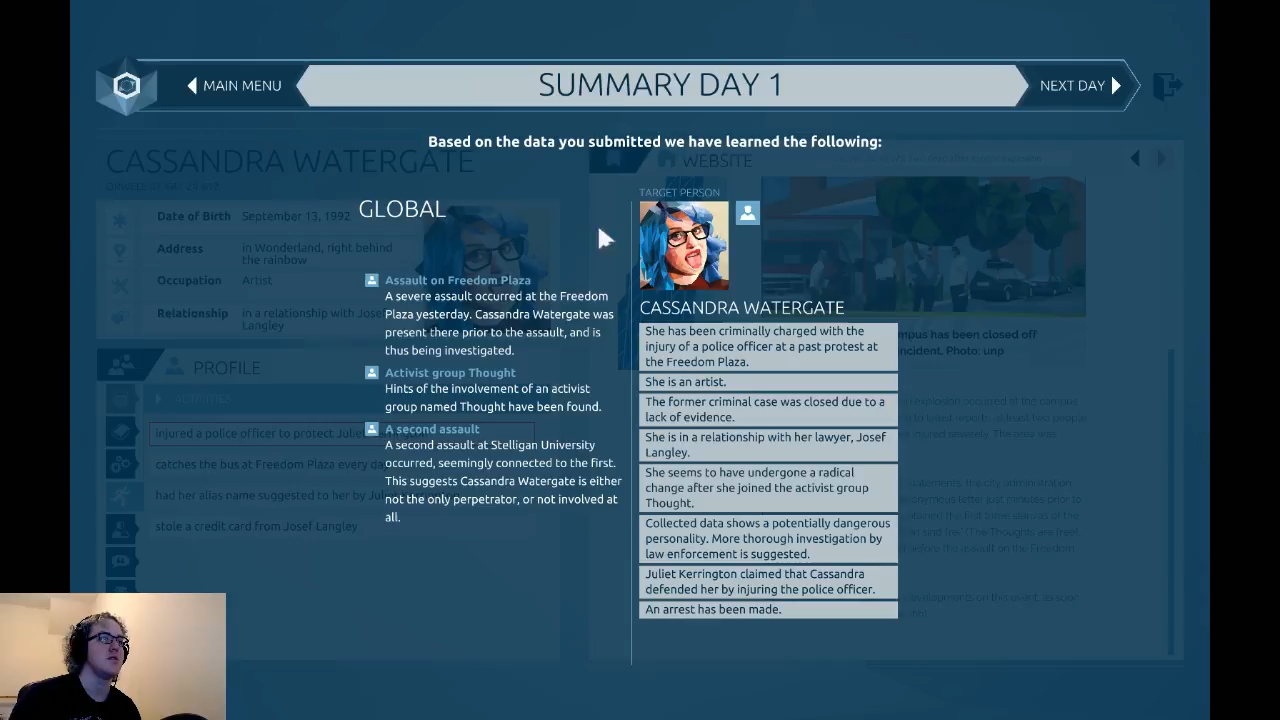 MAIN MENU
SUMMARY DAY 1
NEXT DAY
Based on the data you submitted we have learned the following:
CASSANDRA WATERGATE
WEBSITE
Date of Birth September 13, 1992
Address in Wonderland, right behind
the rainbow
Occupation Artist
Relationship in a relationship with Jose
Langley
PROFILE
injured a police officer to protect Juliet
catches the bus at Freedom Plaza every da
had her alias name suggested to her by Juli
stole a credit card from Josef Langley
GLOBAL
Assault on Freedom Plaza
A severe assault occurred at the Freedom
Plaza yesterday. Cassandra Watergate was
present there prior to the assault, and is
thus being investigated.
Activist group Thought
Hints of the involvement of an activist
group named Thought have been found.
A second assault
A second assault at Stelligan University
occurred, seemingly connected to the first.
This suggests Cassandra Watergate is either
not the only perpetrator, or not involved at
all.
TARGET PERSON
CASSANDRA WATERGATE
She has been criminally charged with the
injury of a police officer at a past protest at
the Freedom Plaza.
She is an artist.
The former criminal case was closed due to a
lack of evidence.
She is in a relationship with her lawyer, Josef
Langley.
She seems to have undergone a radical
change after she joined the activist group
Thought.
Collected data shows a potentially dangerous
personality. More thorough investigation by
law enforcement is suggested.
Juliet Kerrington claimed that Cassandra
defended her by injuring the police officer.
An arrest has been made.
mpus has been closed off
ncident. Photo: unp